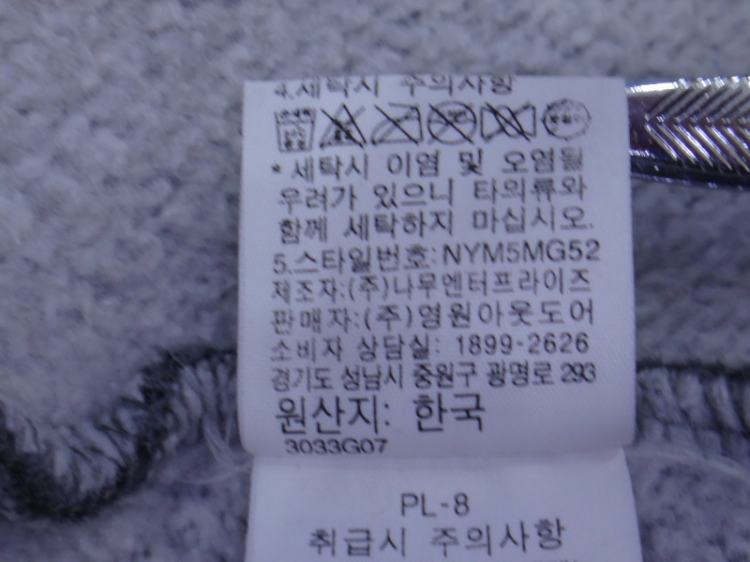 4.세탁시 주의사항
* 세탁시 이염 및 오염될
우려가 있으니 타의류와
함께 세탁하지 마십시오.
5.스타일번호:NYM5MG52
제조자:(주)나무엔터프라이즈
판매자:(주)영원아웃도어
소비자 상담실: 1899-2626
경기도 성남시 중원구 광명로 293
원산지: 한국
3033G07
PL-8
취급시 주의사항